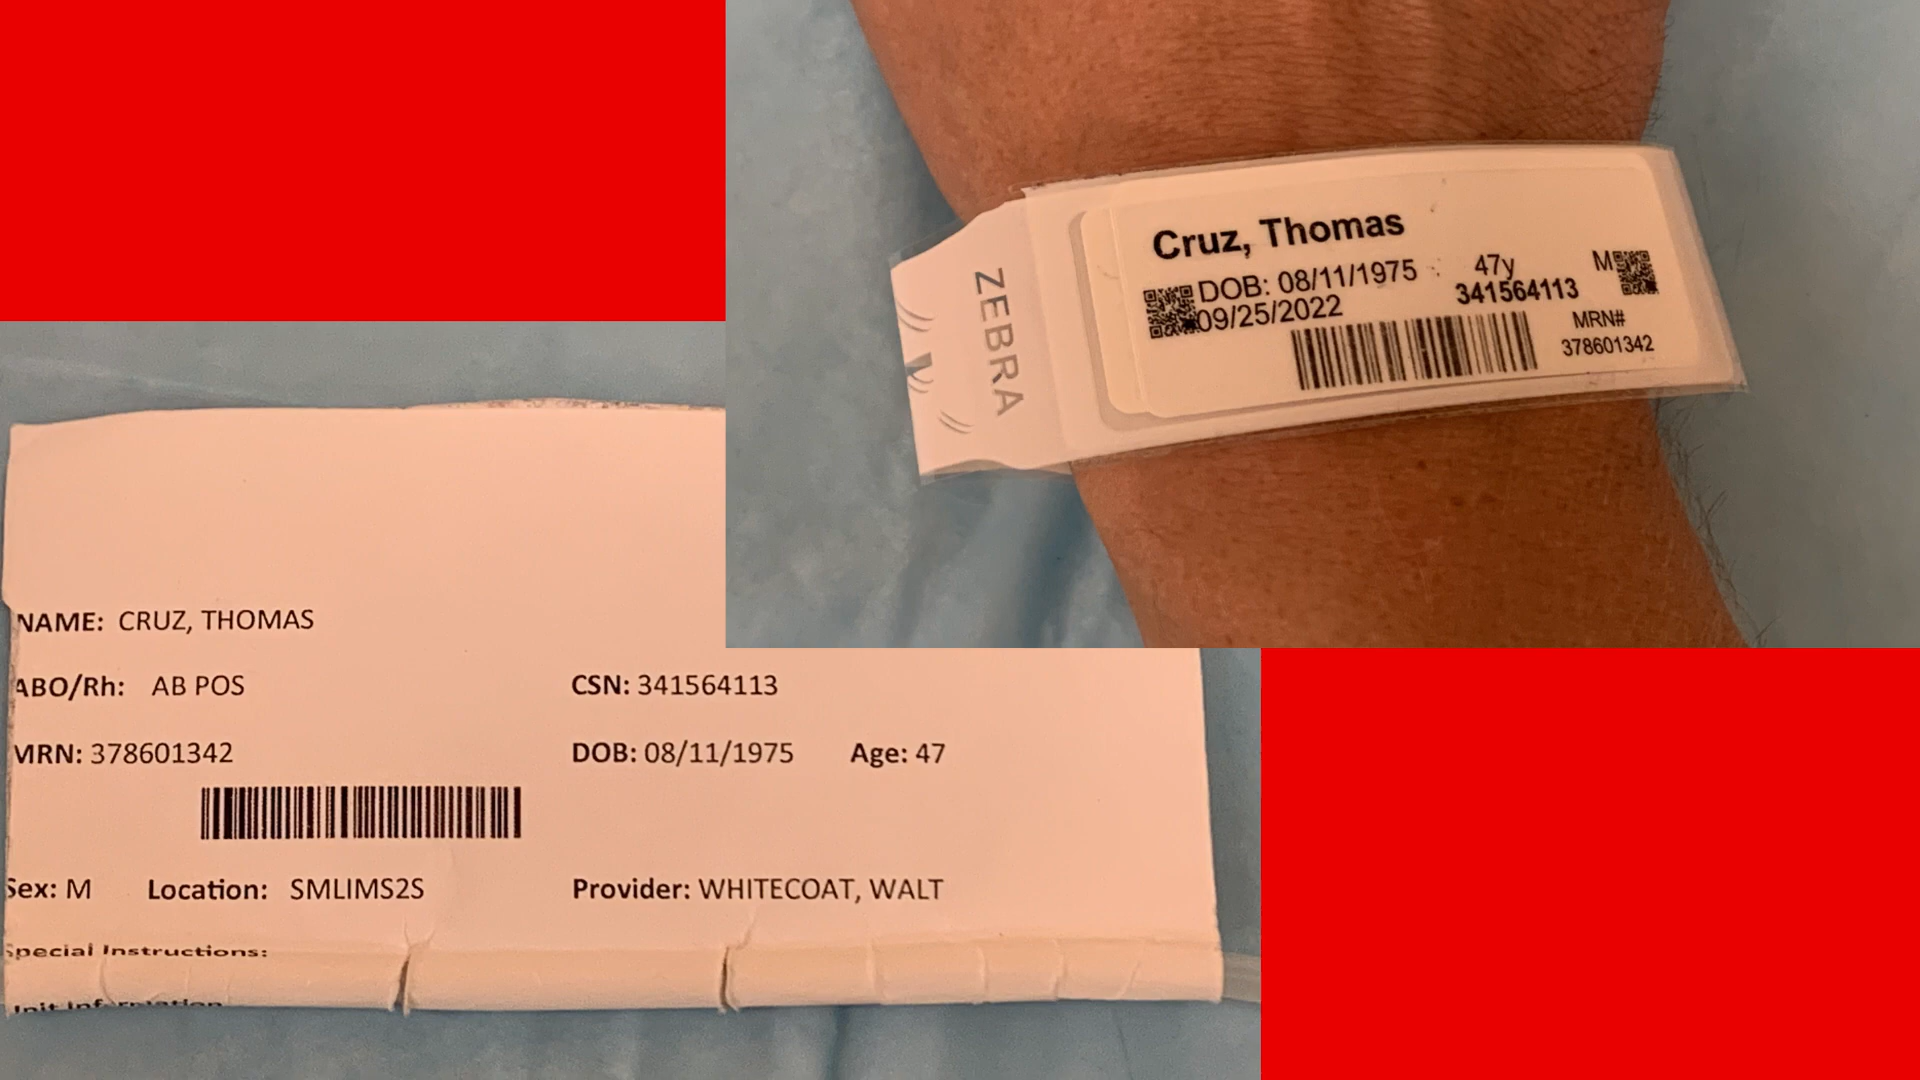 Cruz, Thomas
DOB: 08/11/1975 47y M
09/25/2022 341564113
MRN#
378601342
ZEBRA
NAME: CRUZ, THOMAS
ABO/Rh: AB POS CSN: 341564113
MRN: 378601342 DOB: 08/11/1975 Age: 47
Sex: M Location: SMLIMS2S Provider: WHITECOAT, WALT
Special Instructions:
Unit Information